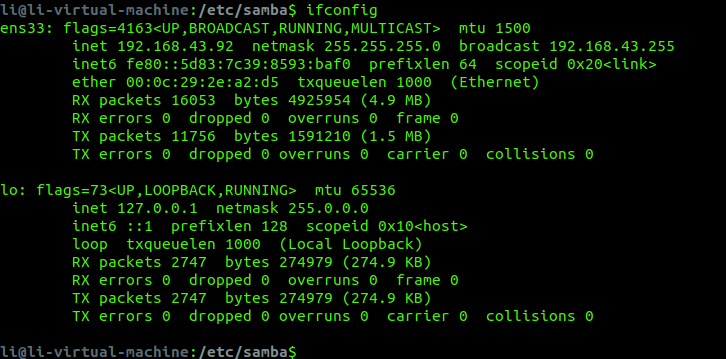 li@li-virtual-machine:/etc/samba$ ifconfig
ens33: flags=4163<UP,BROADCAST,RUNNING,MULTICAST>  mtu 1500
        inet 192.168.43.92  netmask 255.255.255.0  broadcast 192.168.43.255
        inet6 fe80::5d83:7c39:8593:baf0  prefixlen 64  scopeid 0x20<link>
        ether 00:0c:29:2e:a2:d5  txqueuelen 1000  (Ethernet)
        RX packets 16053  bytes 4925954 (4.9 MB)
        RX errors 0  dropped 0  overruns 0  frame 0
        TX packets 11756  bytes 1591210 (1.5 MB)
        TX errors 0  dropped 0 overruns 0  carrier 0  collisions 0

lo: flags=73<UP,LOOPBACK,RUNNING>  mtu 65536
        inet 127.0.0.1  netmask 255.0.0.0
        inet6 ::1  prefixlen 128  scopeid 0x10<host>
        loop  txqueuelen 1000  (Local Loopback)
        RX packets 2747  bytes 274979 (274.9 KB)
        RX errors 0  dropped 0  overruns 0  frame 0
        TX packets 2747  bytes 274979 (274.9 KB)
        TX errors 0  dropped 0 overruns 0  carrier 0  collisions 0

li@li-virtual-machine:/etc/samba$